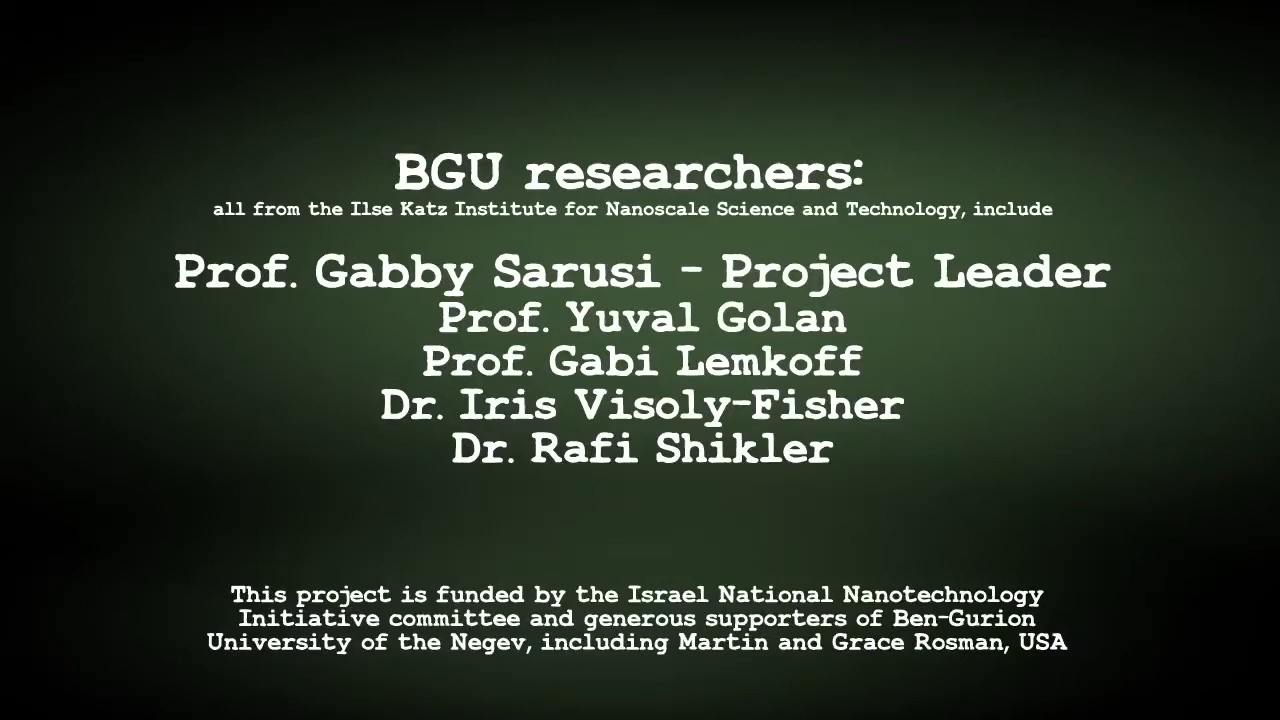 BGU researchers:
all from the Ilse Katz Institute for Nanoscale Science and Technology, include
Prof. Gabby Sarusi - Project Leader
Prof. Yuval Golan
Prof. Gabi Lemkoff
Dr. Iris Visoly-Fisher
Dr. Rafi Shikler
This project is funded by the Israel National Nanotechnology
Initiative committee and generous supporters of Ben-Gurion
University of the Negev, including Martin and Grace Rosman, USA